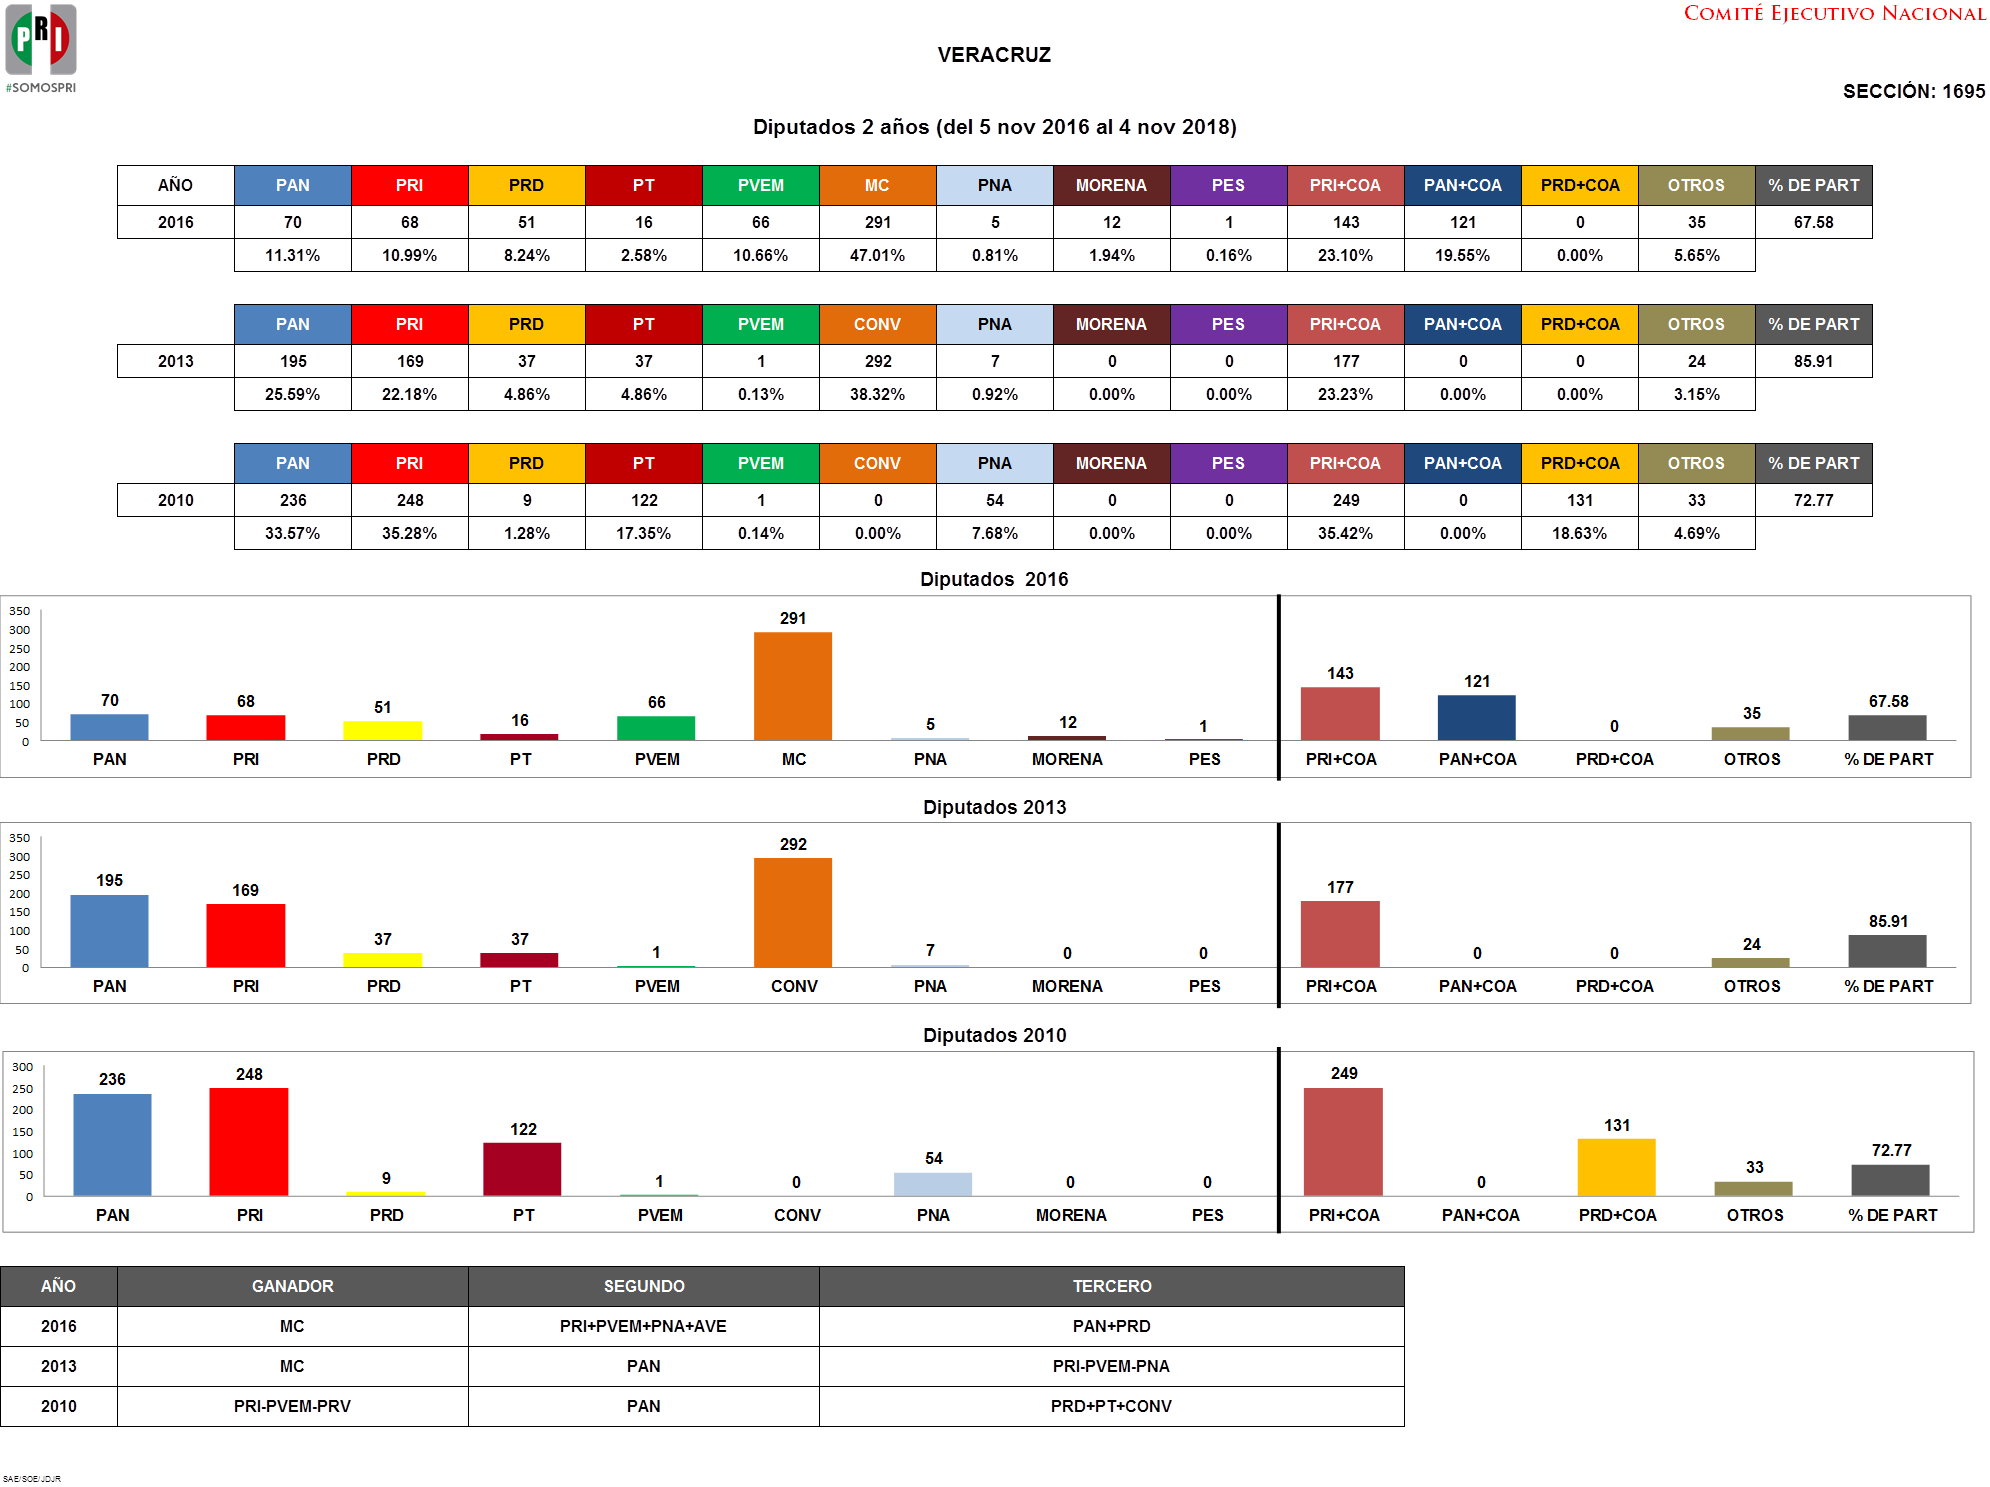 PRI
#SOMOSPRI
COMITÉ EJECUTIVO NACIONAL
VERACRUZ
SECCIÓN: 1695
Diputados 2 años (del 5 nov 2016 al 4 nov 2018)
AÑO PAN PRI PRD PT PVEM MC PNA MORENA PES PRI+COA PAN+COA PRD+COA OTROS % DE PART
2016 70 68 51 16 66 291 5 12 1 143 121 0 35 67.58
11.31% 10.99% 8.24% 2.58% 10.66% 47.01% 0.81% 1.94% 0.16% 23.10% 19.55% 0.00% 5.65%
PAN PRI PRD PT PVEM CONV PNA MORENA PES PRI+COA PAN+COA PRD+COA OTROS % DE PART
2013 195 169 37 37 1 292 7 0 0 177 0 0 24 85.91
25.59% 22.18% 4.86% 4.86% 0.13% 38.32% 0.92% 0.00% 0.00% 23.23% 0.00% 0.00% 3.15%
PAN PRI PRD PT PVEM CONV PNA MORENA PES PRI+COA PAN+COA PRD+COA OTROS % DE PART
2010 236 248 9 122 1 0 54 0 0 249 0 131 33 72.77
33.57% 35.28% 1.28% 17.35% 0.14% 0.00% 7.68% 0.00% 0.00% 35.42% 0.00% 18.63% 4.69%
Diputados 2016
350
300
250
200
150
100
50
0
70 68 51 16 66 291 5 12 1 143 121 0 35 67.58
PAN PRI PRD PT PVEM MC PNA MORENA PES PRI+COA PAN+COA PRD+COA OTROS % DE PART
Diputados 2013
350
300
250
200
150
100
50
0
195 169 37 37 1 292 7 0 0 177 0 0 24 85.91
PAN PRI PRD PT PVEM CONV PNA MORENA PES PRI+COA PAN+COA PRD+COA OTROS % DE PART
Diputados 2010
300
250
200
150
100
50
0
236 248 9 122 1 0 54 0 0 249 0 131 33 72.77
PAN PRI PRD PT PVEM CONV PNA MORENA PES PRI+COA PAN+COA PRD+COA OTROS % DE PART
AÑO GANADOR SEGUNDO TERCERO
2016 MC PRI+PVEM+PNA+AVE PAN+PRD
2013 MC PAN PRI-PVEM-PNA
2010 PRI-PVEM-PRV PAN PRD+PT+CONV
SAE/SOE/JDJR